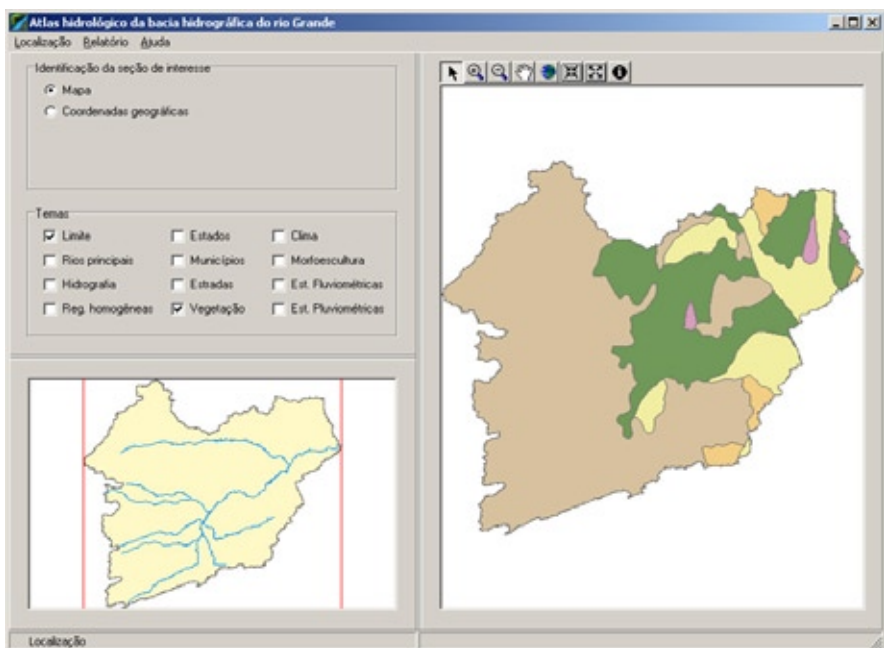 Atlas hidrológico da bacia hidrográfica do rio Grande
Localização Relatório Ajuda
Identificação da seção de interesse
Mapa
Coordenadas geográficas
Temas
Limite Estados Clima
Rios principais Municípios Morfoescultura
Hidrografia Estradas Est. Fluviométricas
Reg. homogêneas Vegetação Est. Pluviométricas
Localização